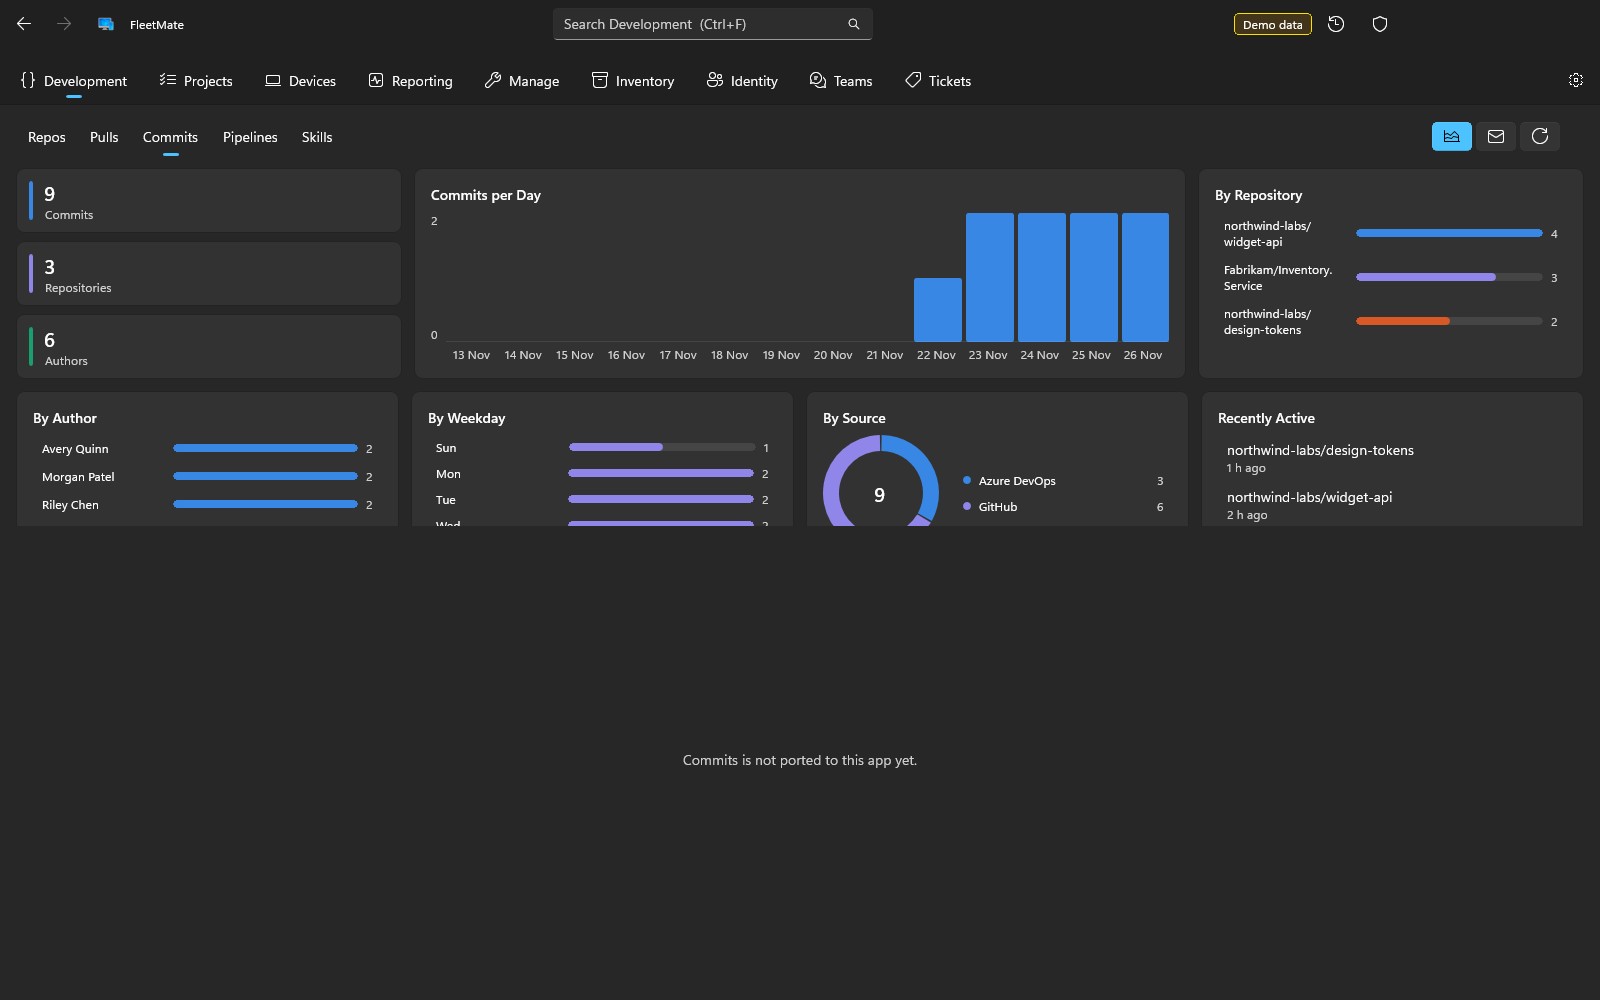 FleetMate
Search Development (Ctrl+F)
Demo data
Development
Projects
Devices
Reporting
Manage
Inventory
Identity
Teams
Tickets
Repos
Pulls
Commits
Pipelines
Skills
9
Commits
3
Repositories
6
Authors
Commits per Day
2
0
13 Nov
14 Nov
15 Nov
16 Nov
17 Nov
18 Nov
19 Nov
20 Nov
21 Nov
22 Nov
23 Nov
24 Nov
25 Nov
26 Nov
By Repository
northwind-labs/
widget-api
4
Fabrikam/Inventory.
Service
3
northwind-labs/
design-tokens
2
By Author
Avery Quinn 2
Morgan Patel 2
Riley Chen 2
By Weekday
Sun 1
Mon 2
Tue 2
Wed 2
By Source
9
Azure DevOps 3
GitHub 6
Recently Active
northwind-labs/design-tokens
1 h ago
northwind-labs/widget-api
2 h ago
Commits is not ported to this app yet.